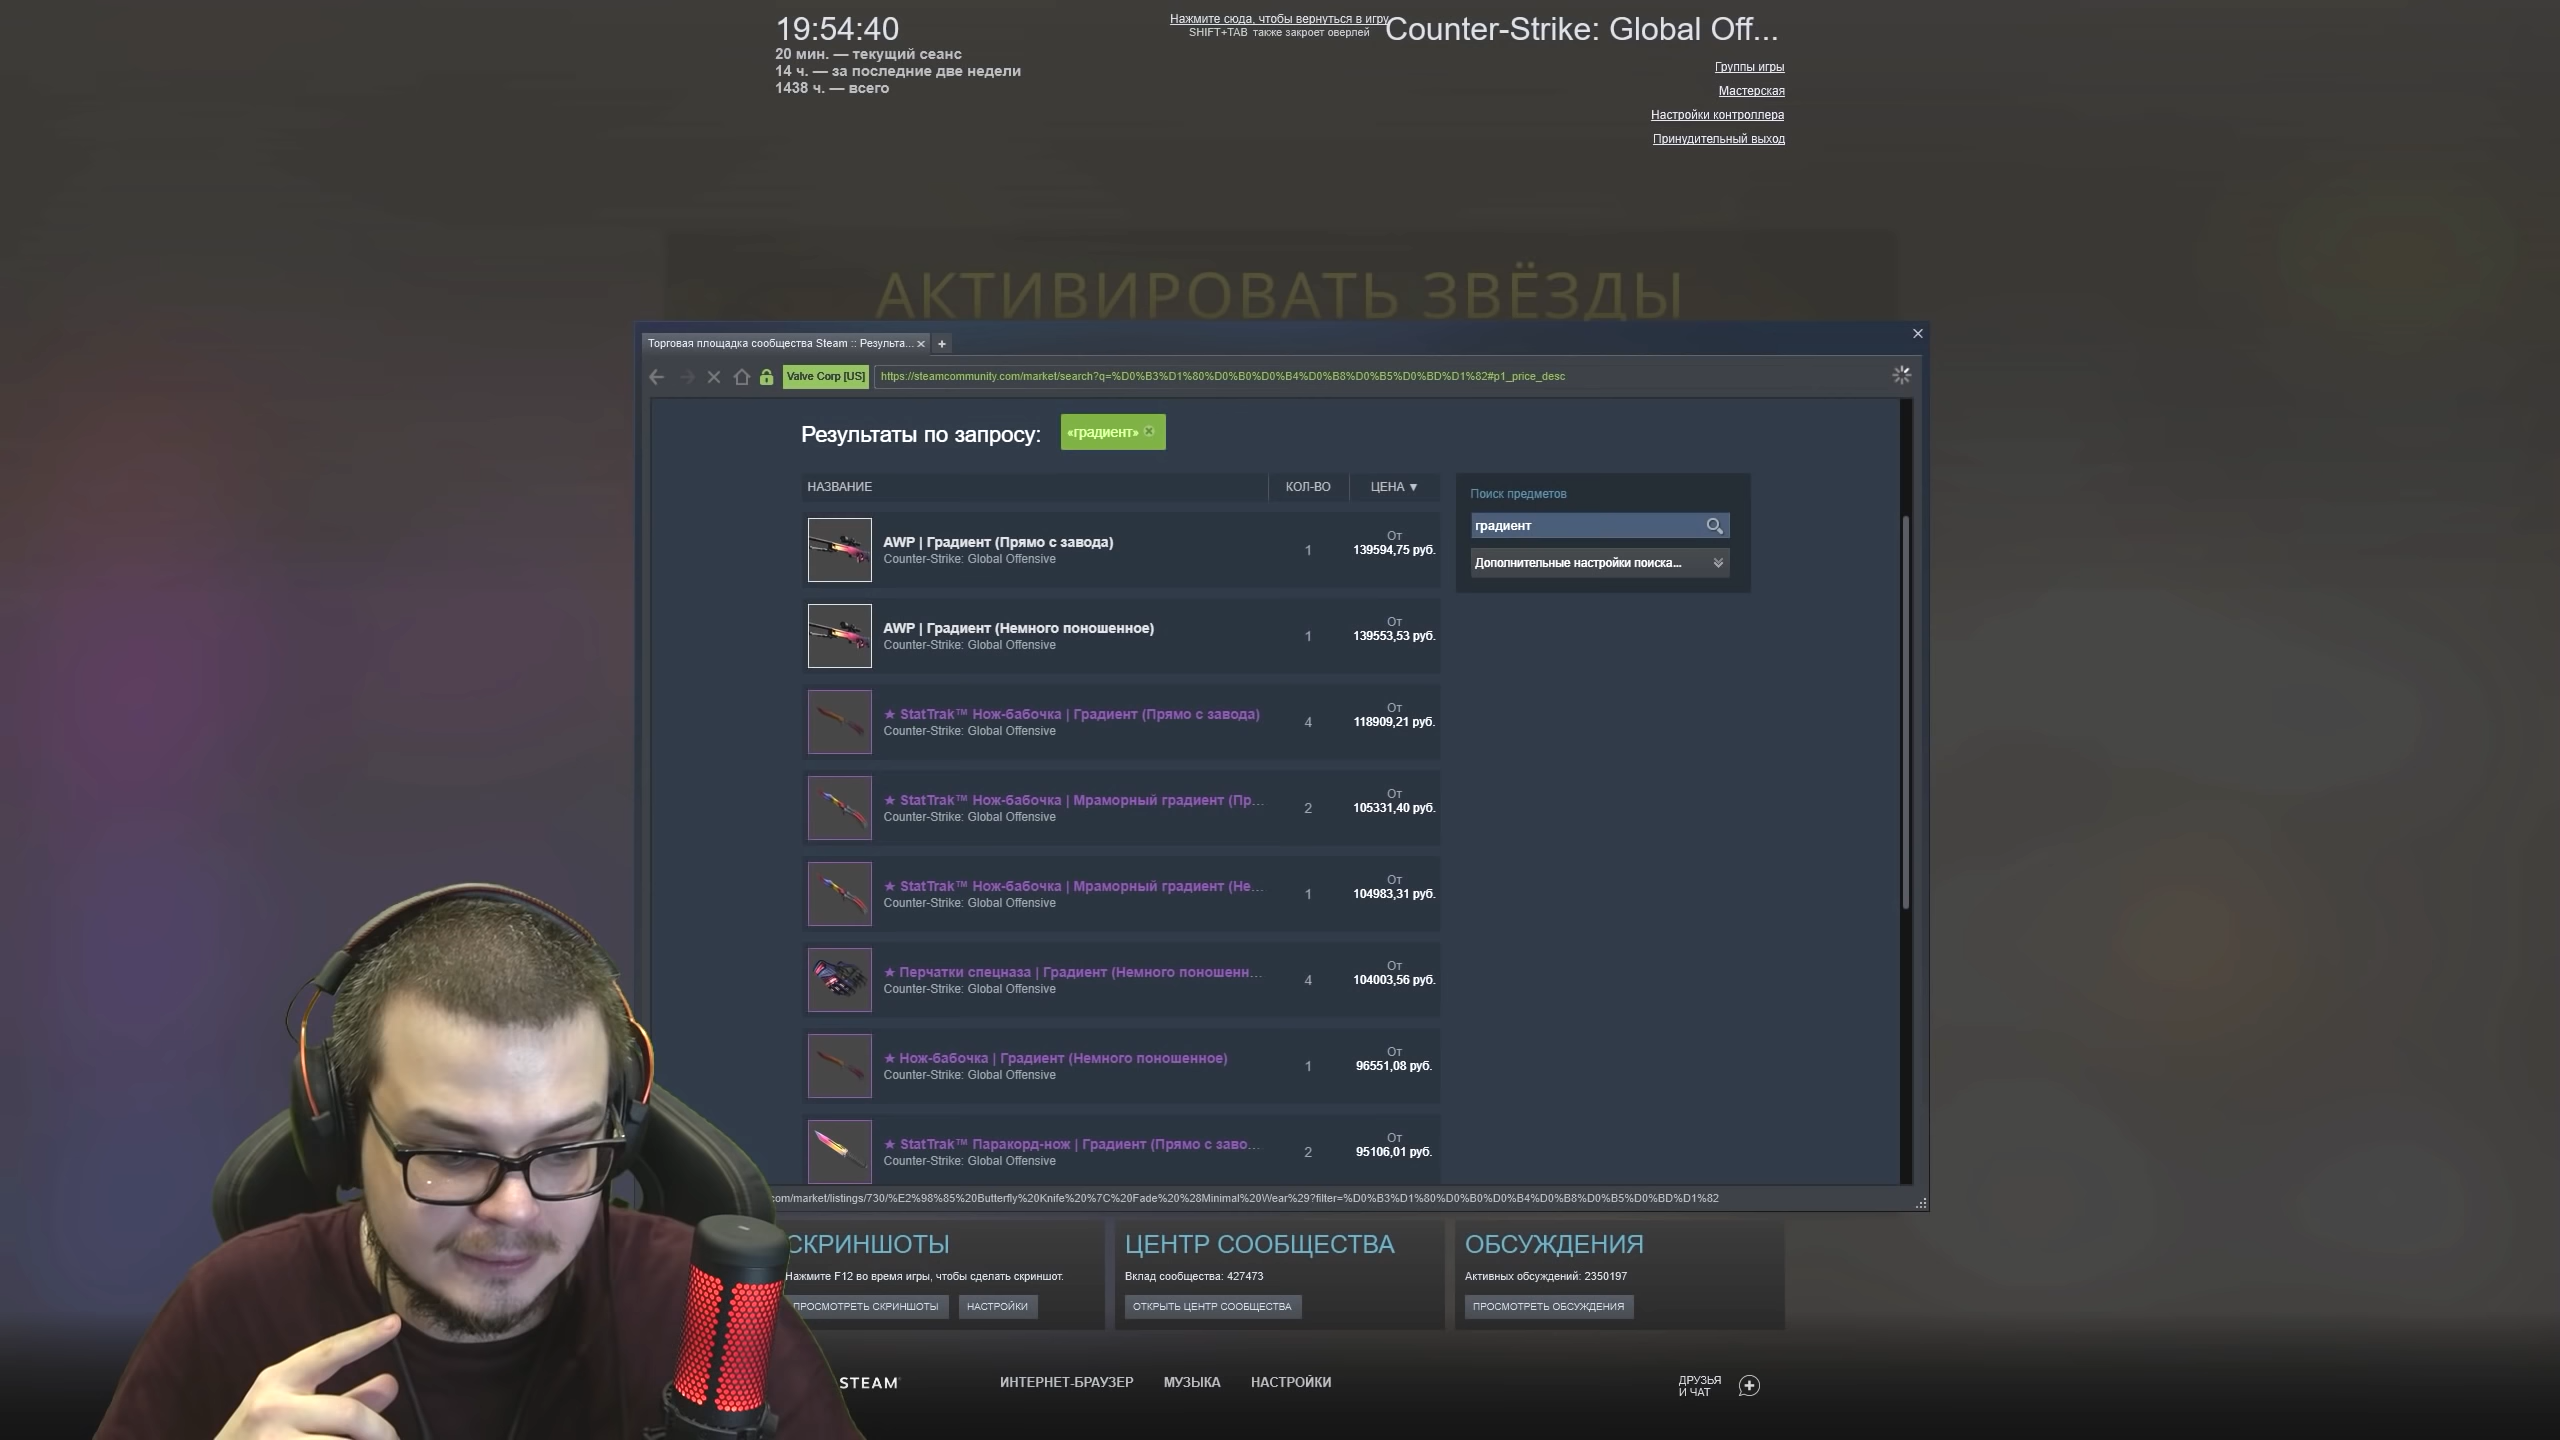 19:54:40
20 мин. — текущий сеанс
14 ч. — за последние две недели
1438 ч. — всего
Нажмите сюда, чтобы вернуться в игру
SHIFT+TAB также закроет оверлей
Counter-Strike: Global Off...
Группы игры
Мастерская
Настройки контроллера
Принудительный выход
АКТИВИРОВАТЬ ЗВЁЗДЫ
Торговая площадка сообщества Steam :: Результа...
Valve Corp [US]
https://steamcommunity.com/market/search?q=%D0%B3%D1%80%D0%B0%D0%B4%D0%B8%D0%B5%D0%BD%D1%82#p1_price_desc
Результаты по запросу: «градиент»
НАЗВАНИЕ КОЛ-ВО ЦЕНА ▼
AWP | Градиент (Прямо с завода)
Counter-Strike: Global Offensive
1
От
139594,75 руб.
AWP | Градиент (Немного поношенное)
Counter-Strike: Global Offensive
1
От
139553,53 руб.
★ StatTrak™ Нож-бабочка | Градиент (Прямо с завода)
Counter-Strike: Global Offensive
4
От
118909,21 руб.
★ StatTrak™ Нож-бабочка | Мраморный градиент (Пр...
Counter-Strike: Global Offensive
2
От
105331,40 руб.
★ StatTrak™ Нож-бабочка | Мраморный градиент (Не...
Counter-Strike: Global Offensive
1
От
104983,31 руб.
★ Перчатки спецназа | Градиент (Немного поношенн...
Counter-Strike: Global Offensive
4
От
104003,56 руб.
★ Нож-бабочка | Градиент (Немного поношенное)
Counter-Strike: Global Offensive
1
От
96551,08 руб.
★ StatTrak™ Паракорд-нож | Градиент (Прямо с заво...
Counter-Strike: Global Offensive
2
От
95106,01 руб.
Поиск предметов
градиент
Дополнительные настройки поиска...
com/market/listings/730/%E2%98%85%20Butterfly%20Knife%20%7C%20Fade%20%28Minimal%20Wear%29?filter=%D0%B3%D1%80%D0%B0%D0%B4%D0%B8%D0%B5%D0%BD%D1%82
СКРИНШОТЫ
Нажмите F12 во время игры, чтобы сделать скриншот.
ПРОСМОТРЕТЬ СКРИНШОТЫ
НАСТРОЙКИ
ЦЕНТР СООБЩЕСТВА
Вклад сообщества: 427473
ОТКРЫТЬ ЦЕНТР СООБЩЕСТВА
ОБСУЖДЕНИЯ
Активных обсуждений: 2350197
ПРОСМОТРЕТЬ ОБСУЖДЕНИЯ
STEAM
ИНТЕРНЕТ-БРАУЗЕР
МУЗЫКА
НАСТРОЙКИ
ДРУЗЬЯ
И ЧАТ